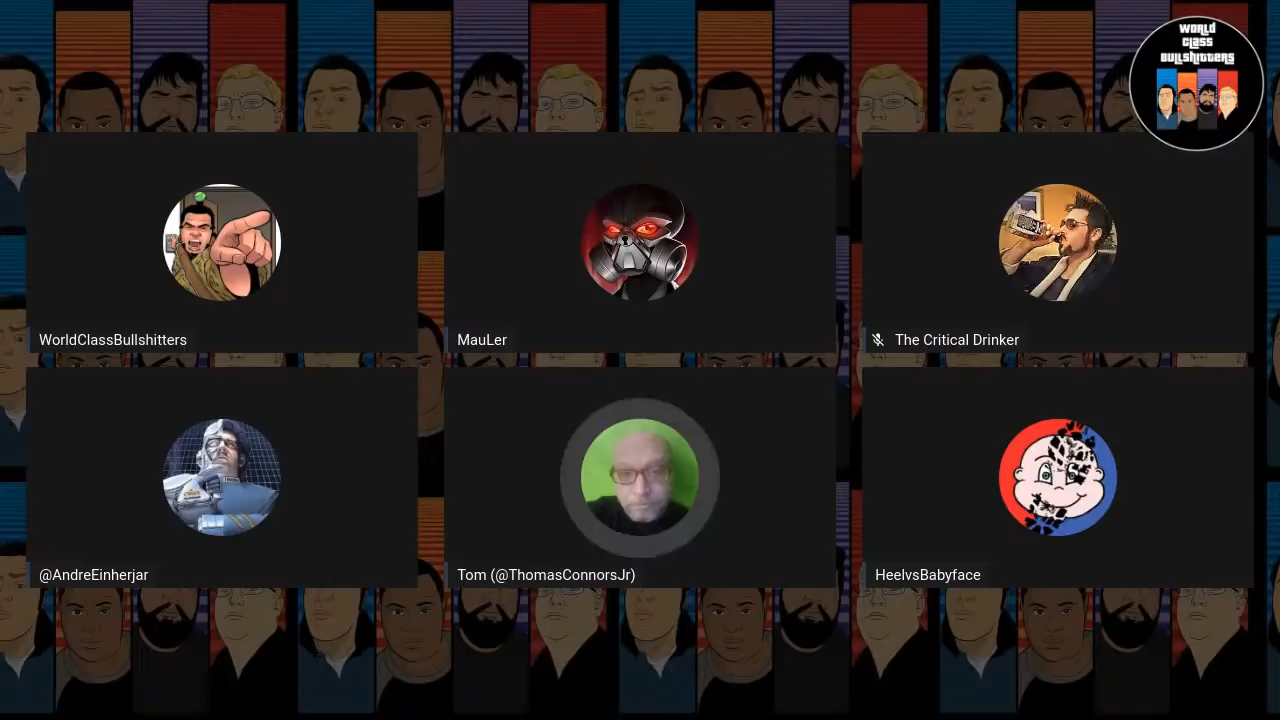 WORLD
CLASS
BULLSHITTERS
WorldClassBullshitters
MauLer
The Critical Drinker
@AndreEinherjar
Tom (@ThomasConnorsJr)
HeelvsBabyface